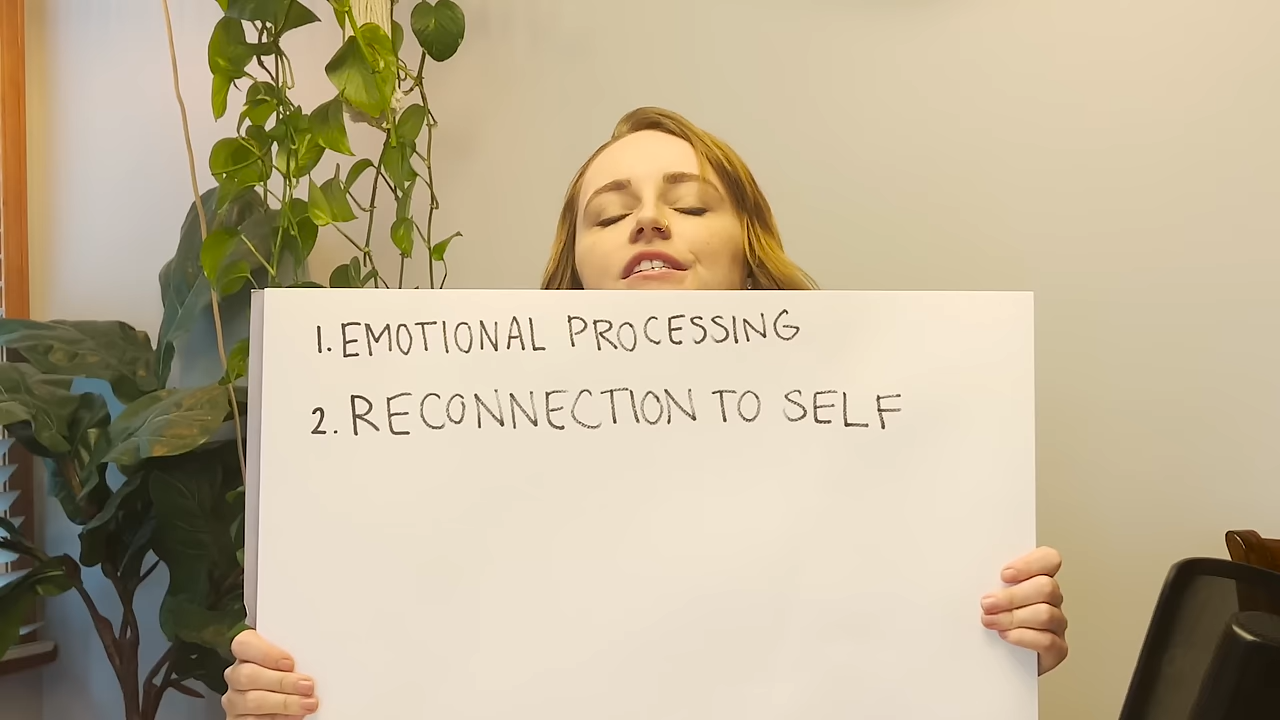 1. EMOTIONAL PROCESSING
2. RECONNECTION TO SELF